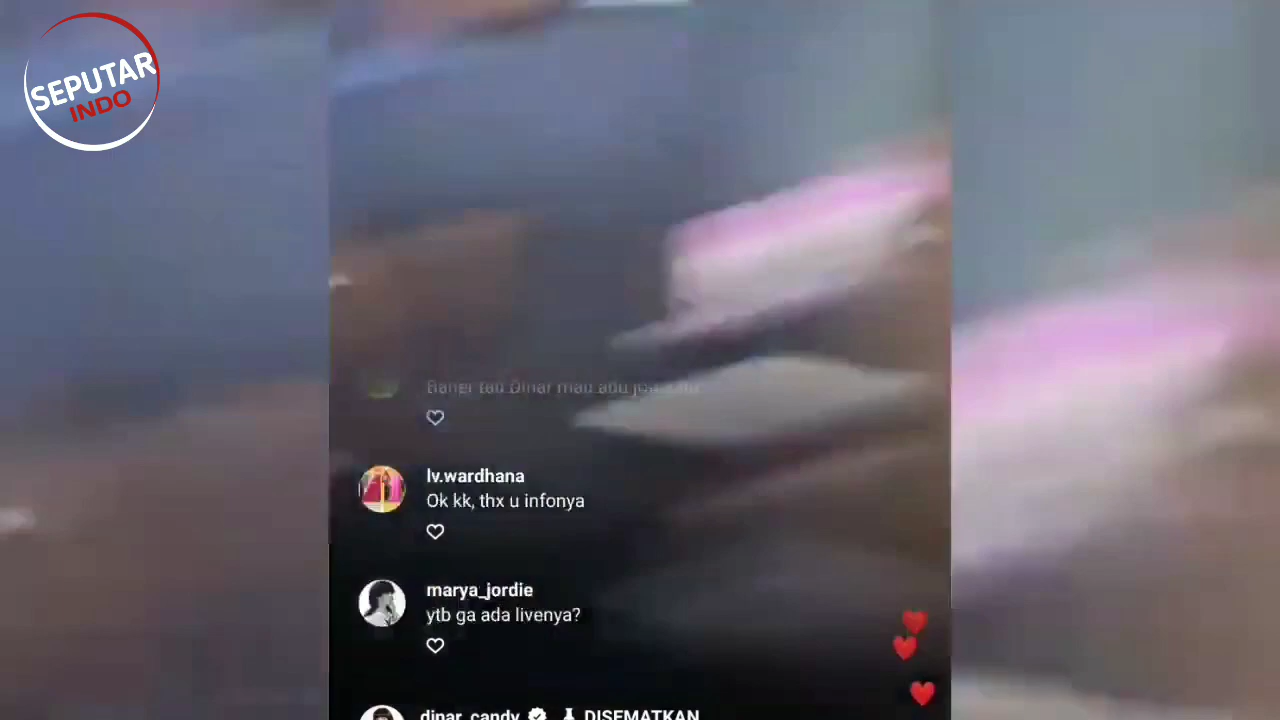 SEPUTAR
INDO
lv.wardhana
Ok kk, thx u infonya
marya_jordie
ytb ga ada livenya?
dinar_candy DISEMATKAN